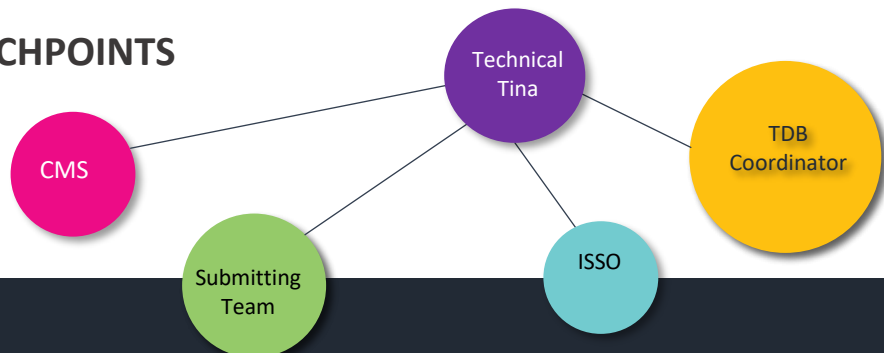 CHPOINTS
Technical
Tina
TDB
Coordinator
CMS
ISSO
Submitting
Team